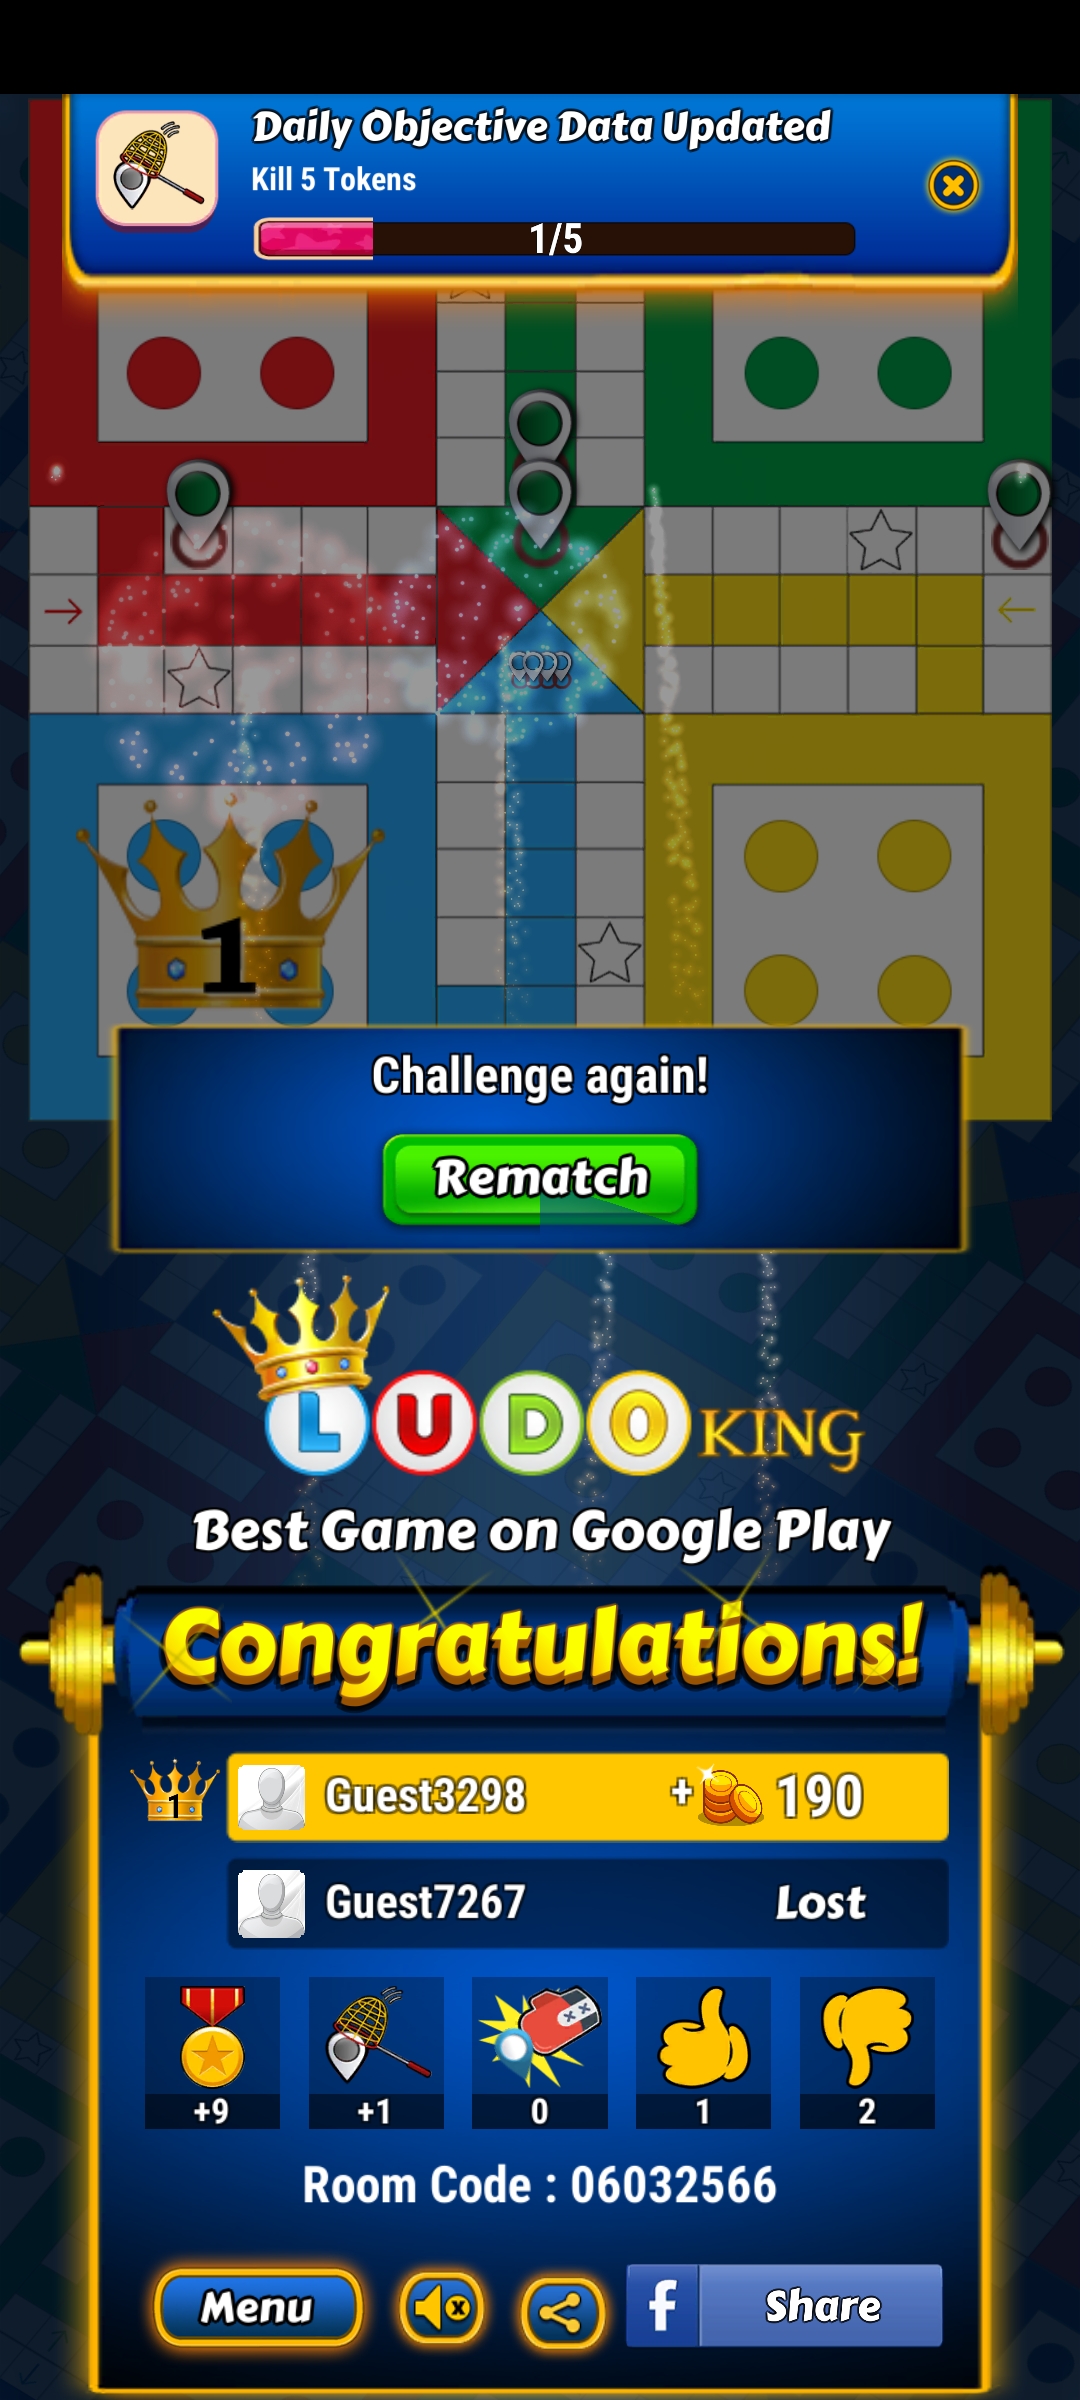 Daily Objective Data Updated
Kill 5 Tokens
1/5
1
Challenge again!
Rematch
LUDO KING
Best Game on Google Play
Congratulations!
1 Guest3298 + 190
Guest7267 Lost
+9 +1 0 1 2
Room Code : 06032566
Menu f Share